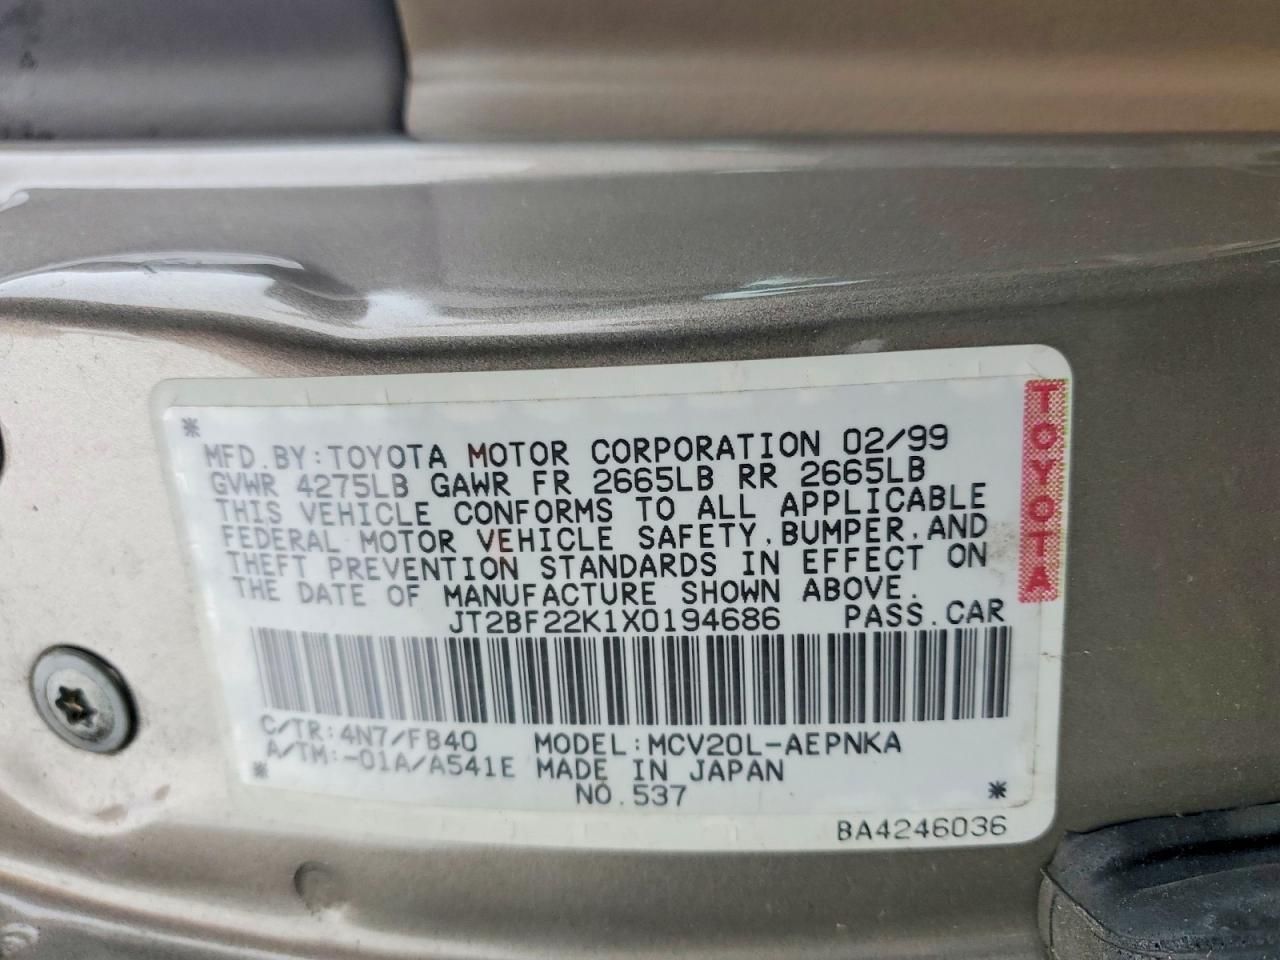 MFD.BY:TOYOTA MOTOR CORPORATION 02/99
GVWR 4275LB GAWR FR 2665LB RR 2665LB
THIS VEHICLE CONFORMS TO ALL APPLICABLE
FEDERAL MOTOR VEHICLE SAFETY,BUMPER,AND
THEFT PREVENTION STANDARDS IN EFFECT ON
THE DATE OF MANUFACTURE SHOWN ABOVE.
JT2BF22K1X0194686 PASS.CAR
C/TR:4N7/FB40 MODEL:MCV20L-AEPNKA
A/TM:-01A/A541E MADE IN JAPAN
NO.537
BA4246036
TOYOTA